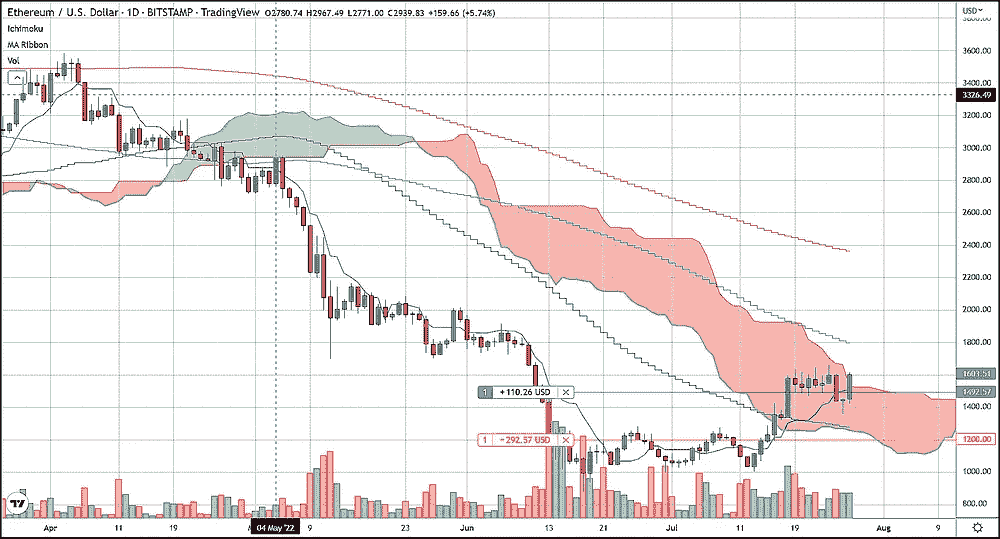 Ethereum / U.S. Dollar · 1D · BITSTAMP · TradingView O2780.74 H2967.49 L2771.00 C2939.83 +159.66 (+5.74%)
USD
Ichimoku
MA Ribbon
Vol
3800.00
3600.00
3400.00
3326.49
3200.00
3000.00
2800.00
2600.00
2400.00
2200.00
2000.00
1800.00
1603.51
1 +110.26 USD
1492.57
1400.00
1 -292.57 USD
1200.00
1000.00
800.00
Apr 11 19 04 May '22 9 23 Jun 13 21 Jul 11 19 Aug 9